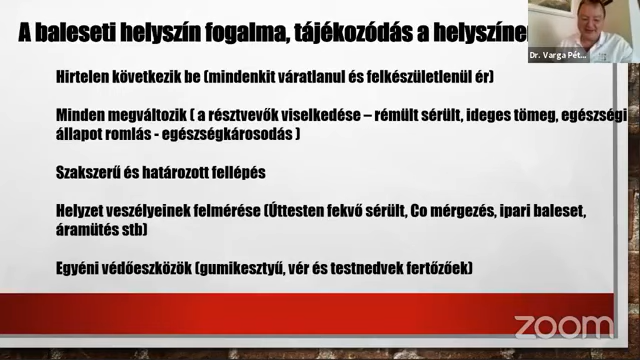 A baleseti helyszín fogalma, tájékozódás a helyszínen
Dr. Varga Pét...
Hirtelen következik be (mindenkit váratlanul és felkészületlenül ér)
Minden megváltozik ( a résztvevők viselkedése – rémült sérült, ideges tömeg, egészségi
állapot romlás - egészségkárosodás )
Szakszerű és határozott fellépés
Helyzet veszélyeinek felmérése (Úttesten fekvő sérült, Co mérgezés, ipari baleset,
áramütés stb)
Egyéni védőeszközök (gumikesztyű, vér és testnedvek fertőzőek)
zoom